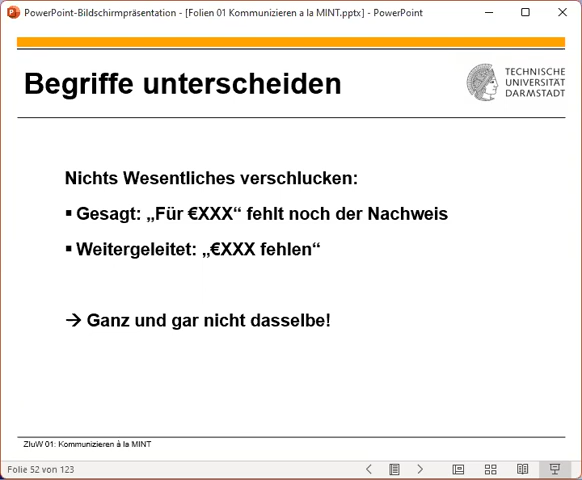 PowerPoint-Bildschirmpräsentation - [Folien 01 Kommunizieren a la MINT.pptx] - PowerPoint
Begriffe unterscheiden
TECHNISCHE
UNIVERSITÄT
DARMSTADT
Nichts Wesentliches verschlucken:
▪ Gesagt: „Für €XXX“ fehlt noch der Nachweis
▪ Weitergeleitet: „€XXX fehlen“
→ Ganz und gar nicht dasselbe!
ZIuW 01: Kommunizieren à la MINT
Folie 52 von 123